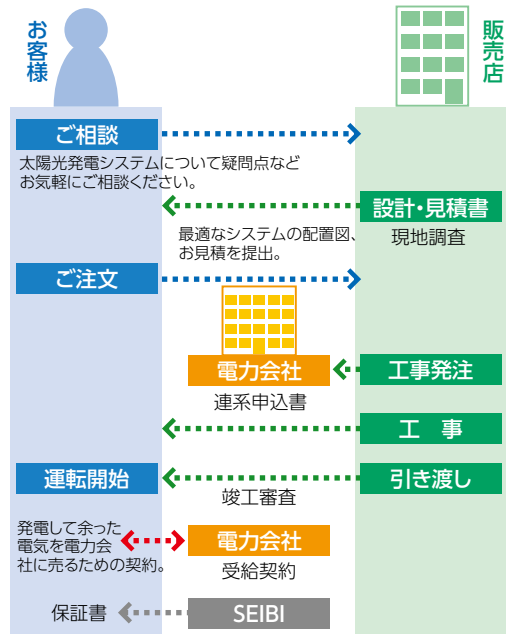 お客様
販売店
ご相談
太陽光発電システムについて疑問点など
お気軽にご相談ください。
設計・見積書
現地調査
最適なシステムの配置図、
お見積を提出。
ご注文
電力会社
連系申込書
工事発注
工 事
運転開始
引き渡し
竣工審査
発電して余った
電気を電力会
社に売るための契約。
電力会社
受給契約
保証書
SEIBI